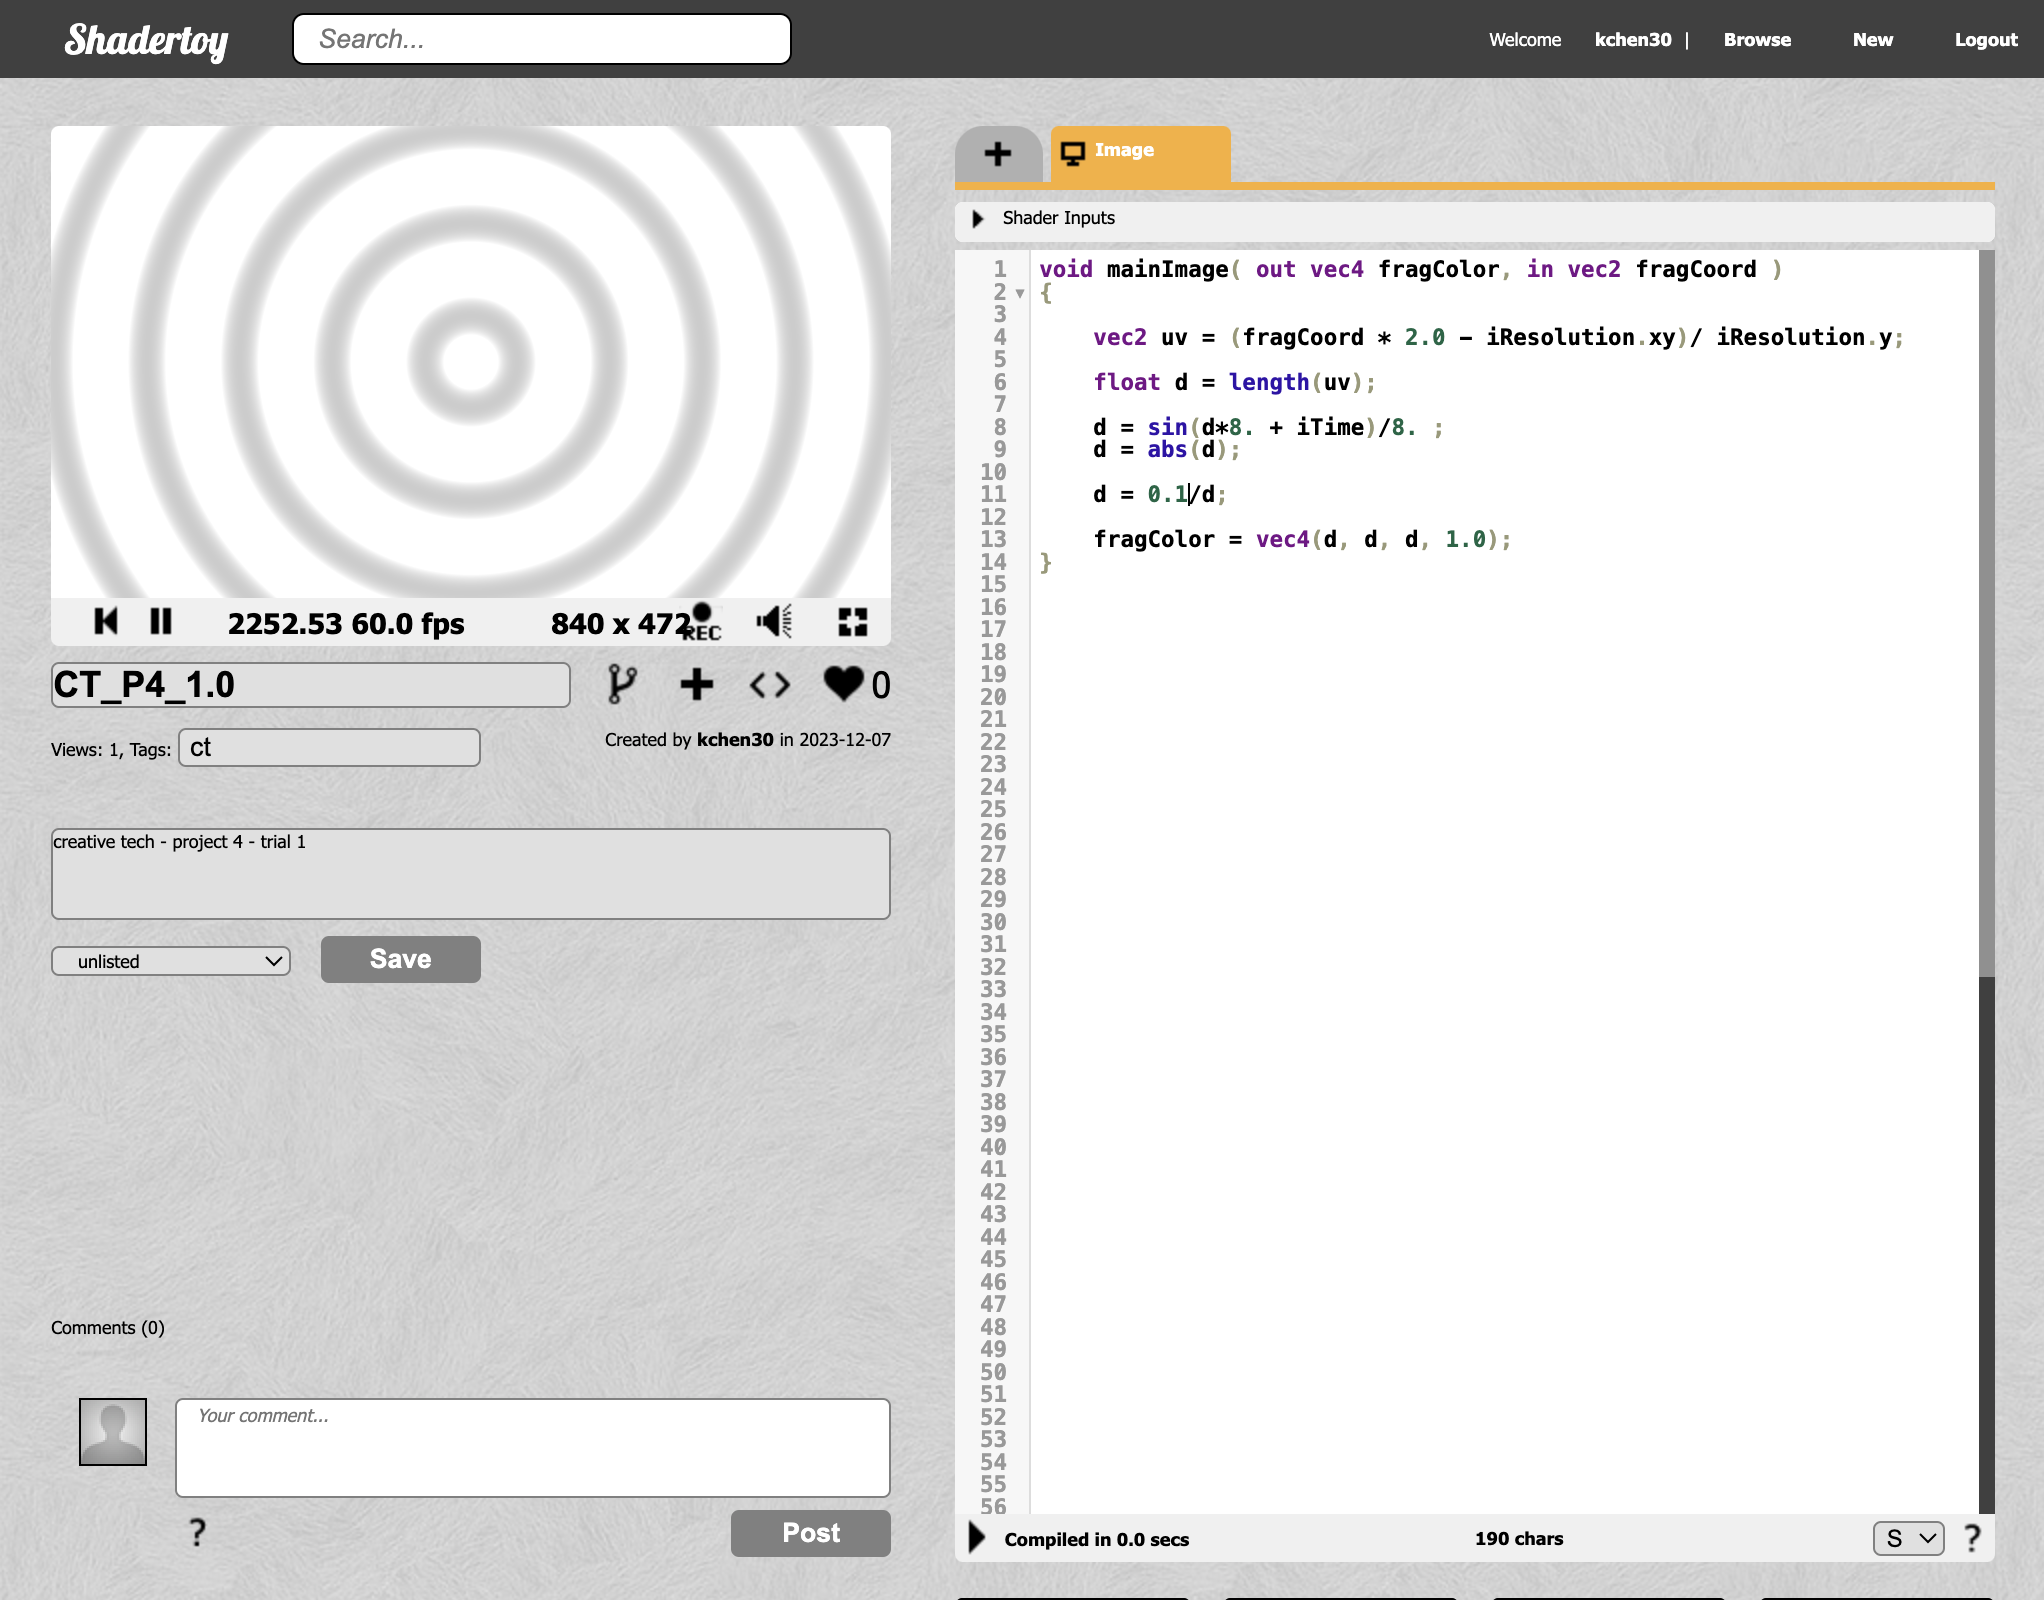 Shadertoy
Search...
Welcome kchen30 | Browse New Logout
Image
Shader Inputs
1 void mainImage( out vec4 fragColor, in vec2 fragCoord )
2 {
3
4 vec2 uv = (fragCoord * 2.0 - iResolution.xy)/ iResolution.y;
5
6 float d = length(uv);
7
8 d = sin(d*8. + iTime)/8. ;
9 d = abs(d);
10
11 d = 0.1/d;
12
13 fragColor = vec4(d, d, d, 1.0);
14 }
15
16
17
18
19
20
21
22
23
24
25
26
27
28
29
30
31
32
33
34
35
36
37
38
39
40
41
42
43
44
45
46
47
48
49
50
51
52
53
54
55
56
Compiled in 0.0 secs 190 chars S ?
2252.53 60.0 fps 840 x 472 REC
CT_P4_1.0 0
Views: 1, Tags: ct
Created by kchen30 in 2023-12-07
creative tech - project 4 - trial 1
unlisted Save
Comments (0)
Your comment...
? Post